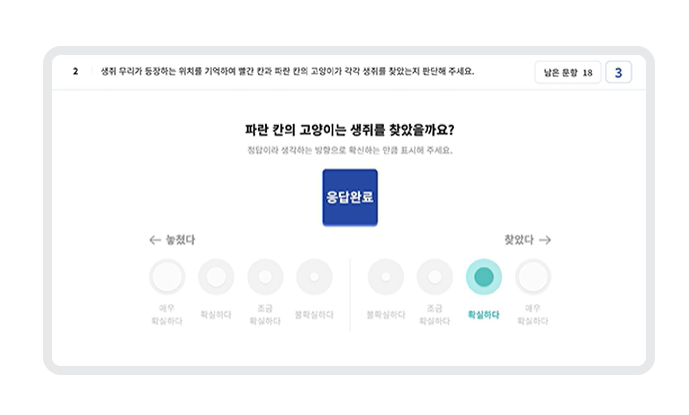 2 생쥐 무리가 등장하는 위치를 기억하여 빨간 칸과 파란 칸의 고양이가 각각 생쥐를 찾았는지 판단해 주세요. 남은 문항 18 3
파란 칸의 고양이는 생쥐를 찾았을까요?
정답이라 생각하는 방향으로 확신하는 만큼 표시해 주세요.
응답완료
← 놓쳤다 찾았다 →
매우 확실하다 조금 불확실하다 불확실하다 조금 확실하다 매우
확실하다 확실하다 확실하다 확실하다